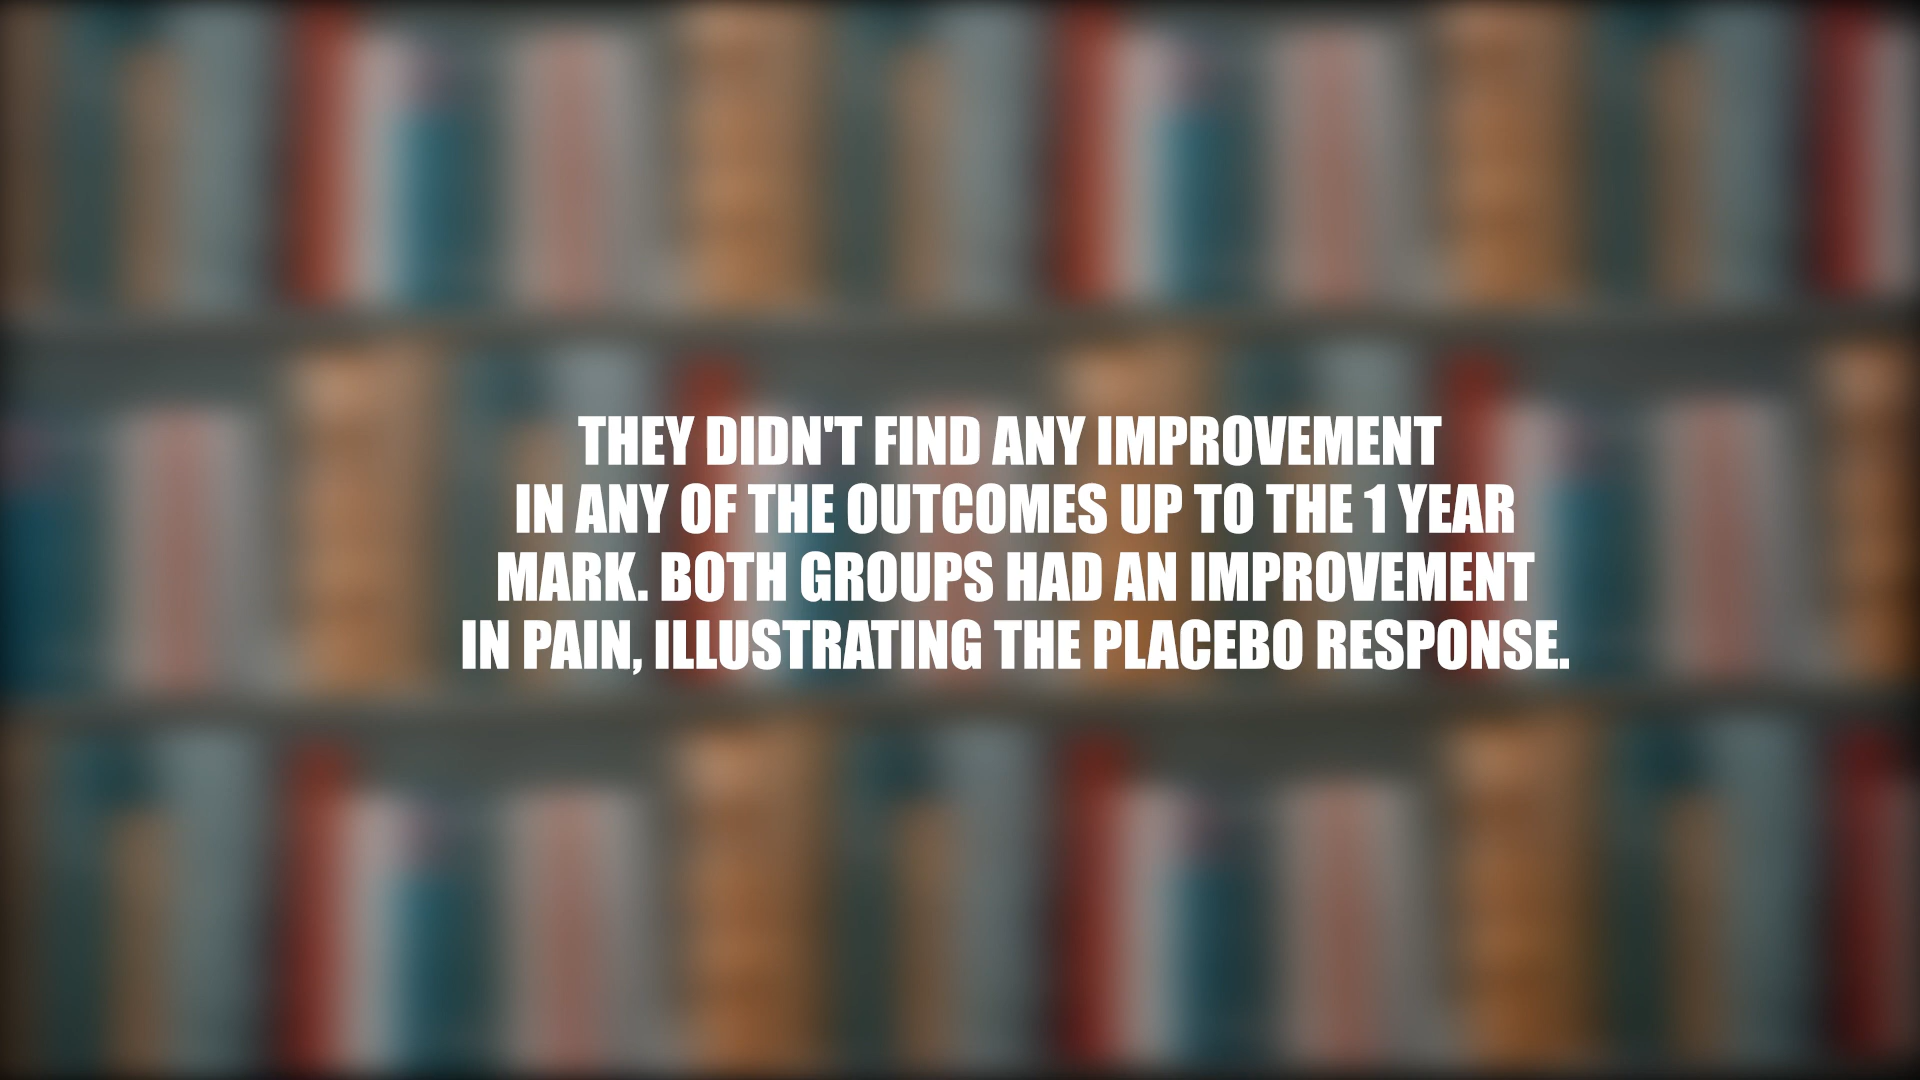 THEY DIDN'T FIND ANY IMPROVEMENT
IN ANY OF THE OUTCOMES UP TO THE 1 YEAR
MARK. BOTH GROUPS HAD AN IMPROVEMENT
IN PAIN, ILLUSTRATING THE PLACEBO RESPONSE.